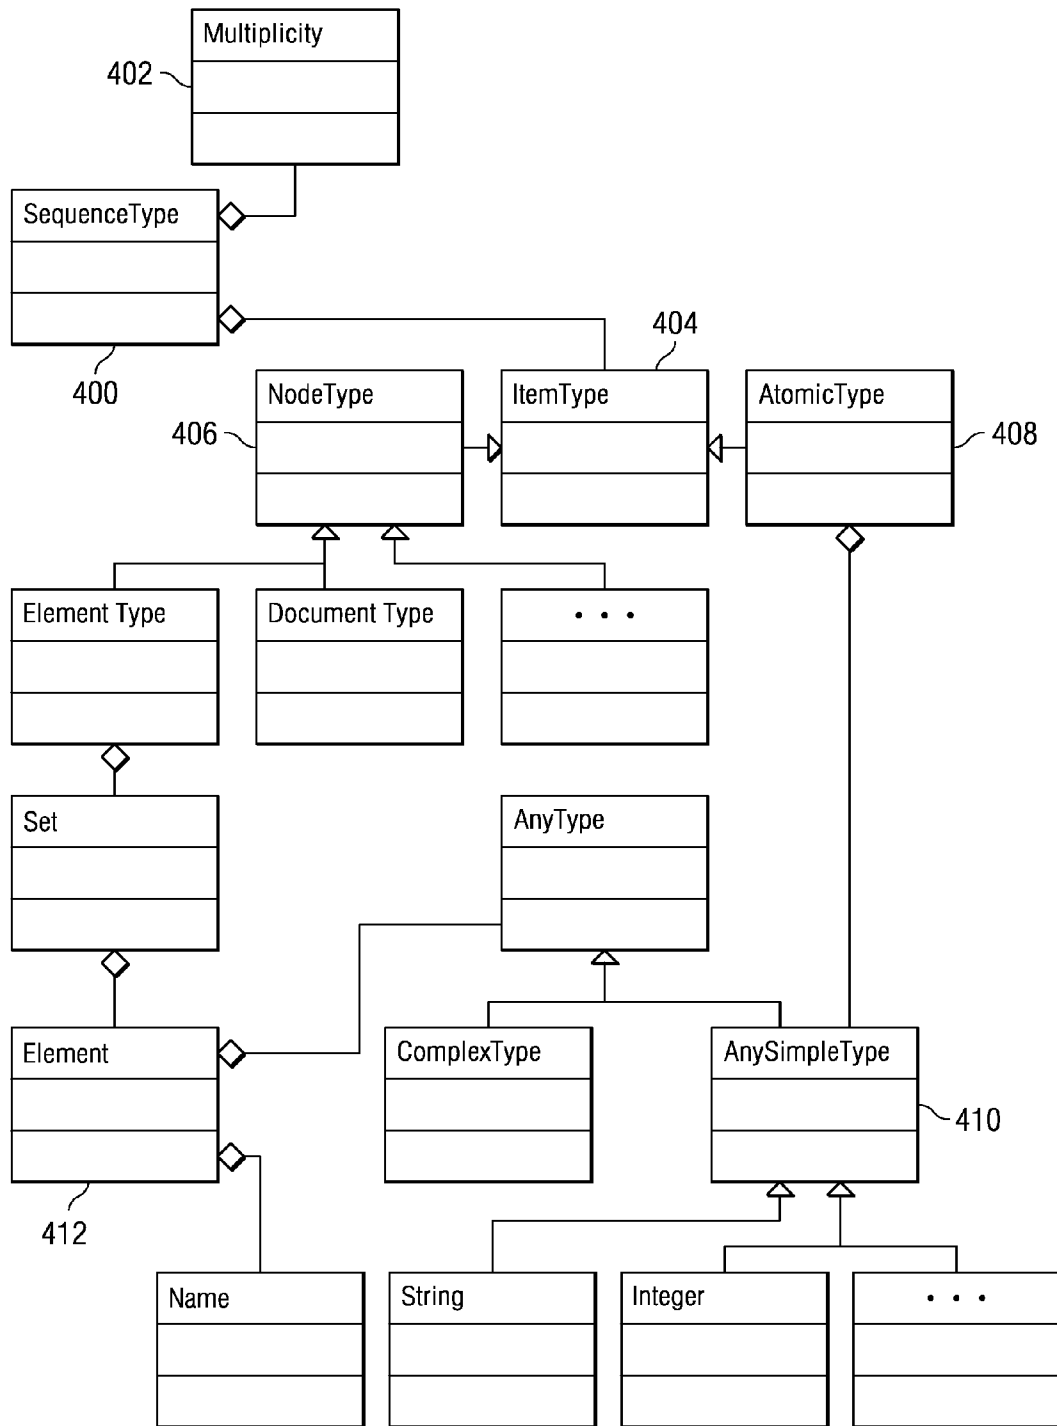 Multiplicity
402
SequenceType
400
404
NodeType
ItemType
AtomicType
406
408
Element Type
Document Type
• • •
Set
AnyType
Element
ComplexType
AnySimpleType
410
412
Name
String
Integer
• • •